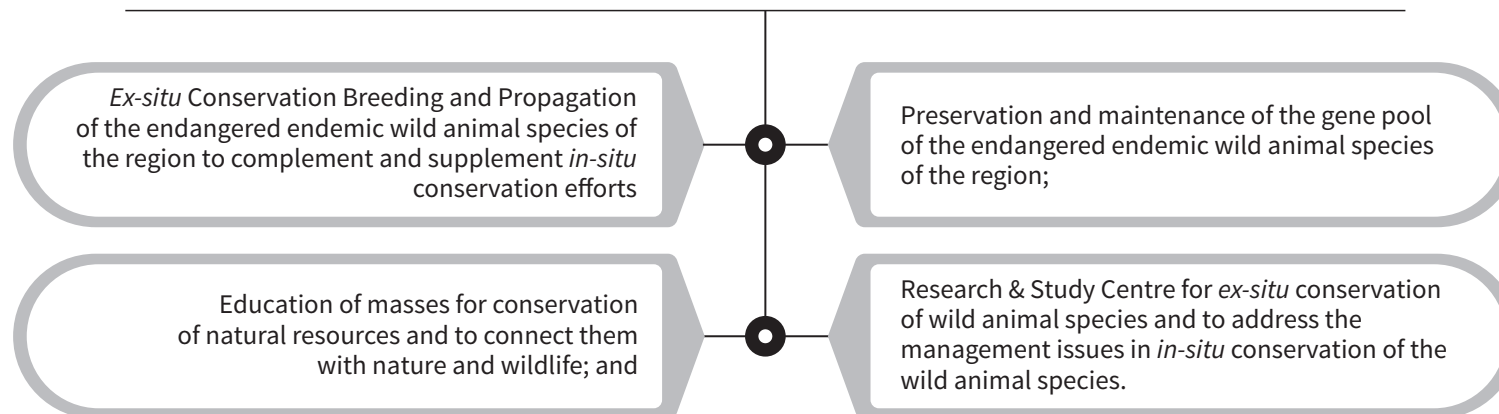 Ex-situ Conservation Breeding and Propagation
of the endangered endemic wild animal species of
the region to complement and supplement in-situ
conservation efforts
Preservation and maintenance of the gene pool
of the endangered endemic wild animal species
of the region;
Education of masses for conservation
of natural resources and to connect them
with nature and wildlife; and
Research & Study Centre for ex-situ conservation
of wild animal species and to address the
management issues in in-situ conservation of the
wild animal species.